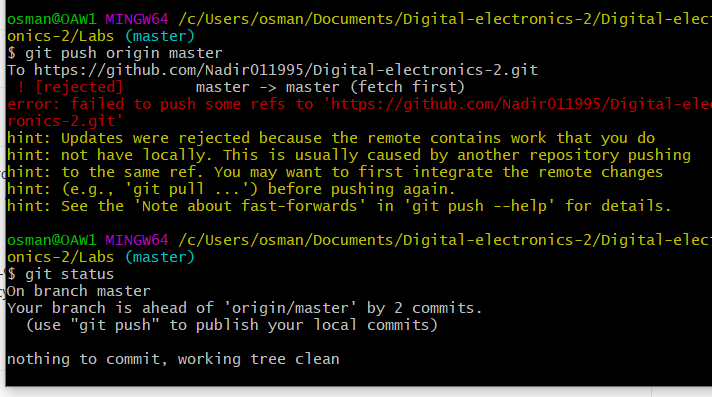 osman@OAW1 MINGW64 /c/Users/osman/Documents/Digital-electronics-2/Digital-elect
onics-2/Labs (master)
$ git push origin master
To https://github.com/Nadir011995/Digital-electronics-2.git
 ! [rejected]        master -> master (fetch first)
error: failed to push some refs to 'https://github.com/Nadir011995/Digital-elec
ronics-2.git'
hint: Updates were rejected because the remote contains work that you do
hint: not have locally. This is usually caused by another repository pushing
hint: to the same ref. You may want to first integrate the remote changes
hint: (e.g., 'git pull ...') before pushing again.
hint: See the 'Note about fast-forwards' in 'git push --help' for details.
osman@OAW1 MINGW64 /c/Users/osman/Documents/Digital-electronics-2/Digital-elect
onics-2/Labs (master)
$ git status
On branch master
Your branch is ahead of 'origin/master' by 2 commits.
  (use "git push" to publish your local commits)
nothing to commit, working tree clean